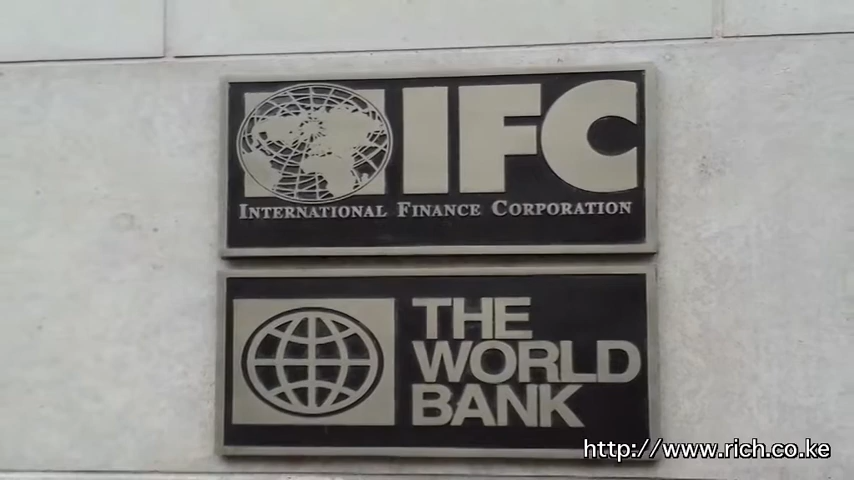 IFC
INTERNATIONAL FINANCE CORPORATION
THE
WORLD
BANK
http://www.rich.co.ke